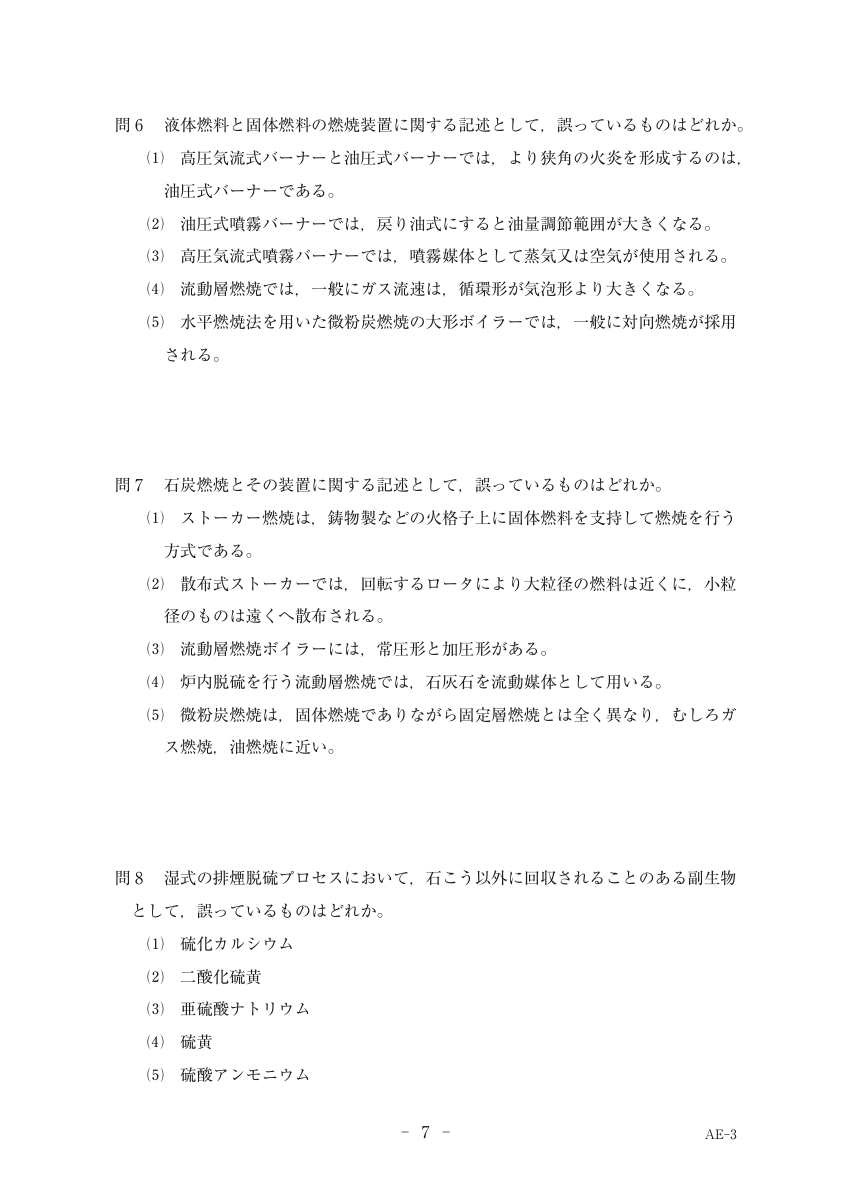 問６　液体燃料と固体燃料の燃焼装置に関する記述として，誤っているものはどれか。
⑴　高圧気流式バーナーと油圧式バーナーでは，より狭角の火炎を形成するのは，
油圧式バーナーである。
⑵　油圧式噴霧バーナーでは，戻り油式にすると油量調節範囲が大きくなる。
⑶　高圧気流式噴霧バーナーでは，噴霧媒体として蒸気又は空気が使用される。
⑷　流動層燃焼では，一般にガス流速は，循環形が気泡形より大きくなる。
⑸　水平燃焼法を用いた微粉炭燃焼の大形ボイラーでは，一般に対向燃焼が採用
される。
問７　石炭燃焼とその装置に関する記述として，誤っているものはどれか。
⑴　ストーカー燃焼は，鋳物製などの火格子上に固体燃料を支持して燃焼を行う
方式である。
⑵　散布式ストーカーでは，回転するロータにより大粒径の燃料は近くに，小粒
径のものは遠くへ散布される。
⑶　流動層燃焼ボイラーには，常圧形と加圧形がある。
⑷　炉内脱硫を行う流動層燃焼では，石灰石を流動媒体として用いる。
⑸　微粉炭燃焼は，固体燃焼でありながら固定層燃焼とは全く異なり，むしろガ
ス燃焼，油燃焼に近い。
問８　湿式の排煙脱硫プロセスにおいて，石こう以外に回収されることのある副生物
として，誤っているものはどれか。
⑴　硫化カルシウム
⑵　二酸化硫黄
⑶　亜硫酸ナトリウム
⑷　硫黄
⑸　硫酸アンモニウム
－ 7 －
AE-3